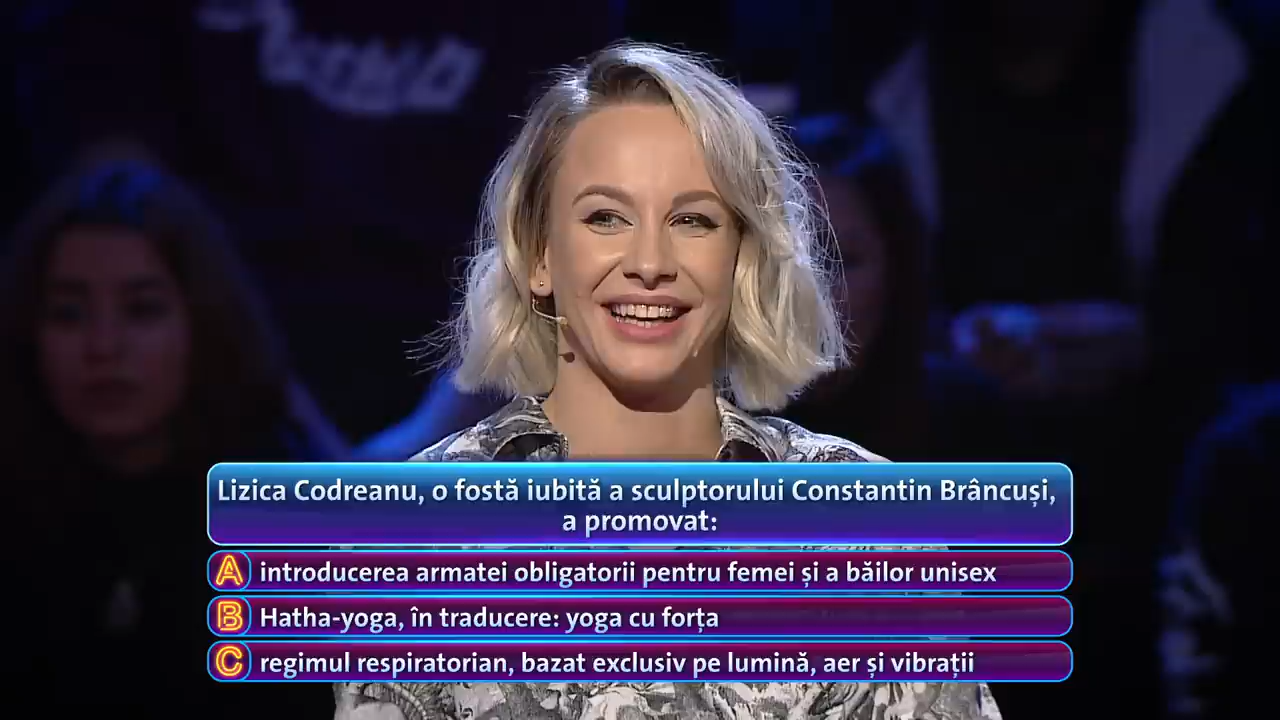 Lizica Codreanu, o fostă iubită a sculptorului Constantin Brâncuși,
a promovat:
A introducerea armatei obligatorii pentru femei și a băilor unisex
B Hatha-yoga, în traducere: yoga cu forța
C regimul respiratorian, bazat exclusiv pe lumină, aer și vibrații